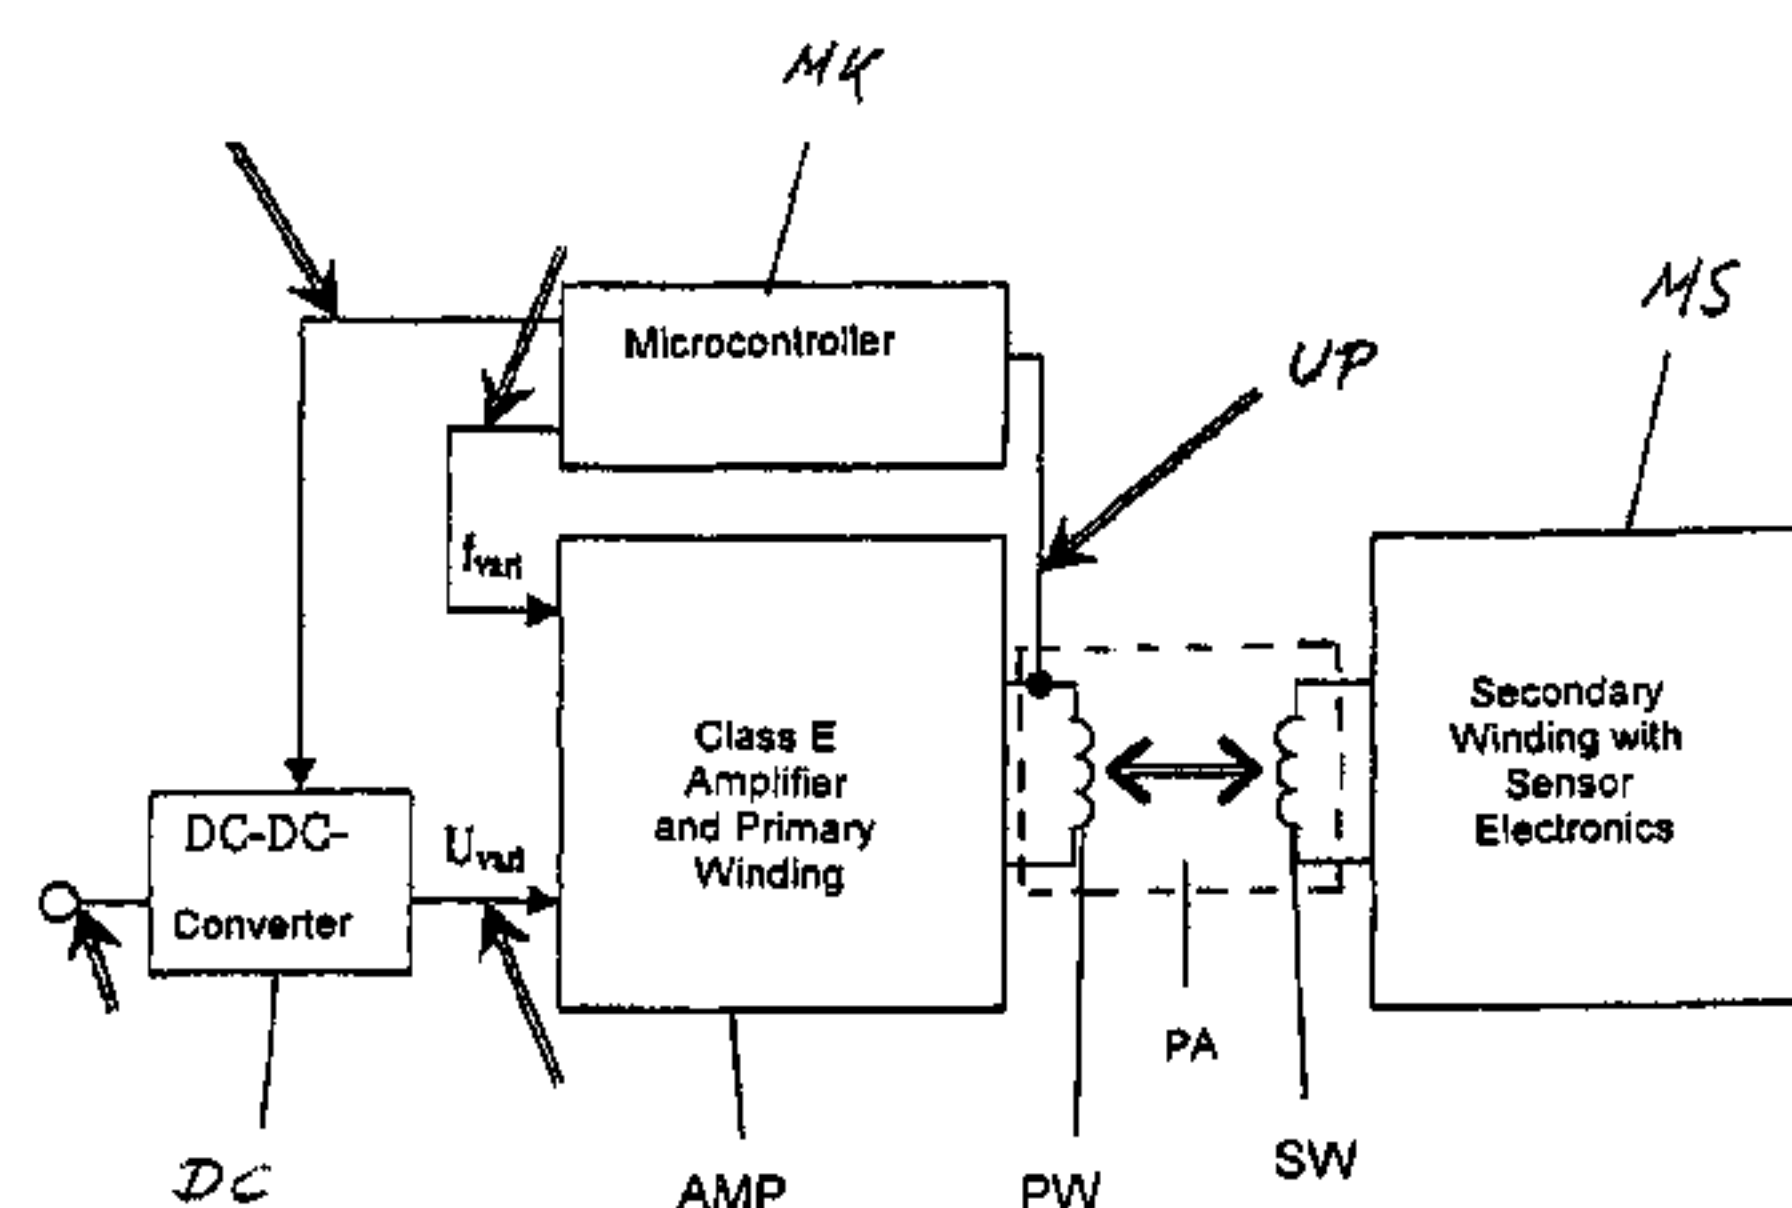 MK
MS
Microcontroller
UP
fvari
Class E
Amplifier
and Primary
Winding
Secondary
Winding with
Sensor
Electronics
DC-DC-
Converter
Uvari
PA
DC
AMP
PW
SW